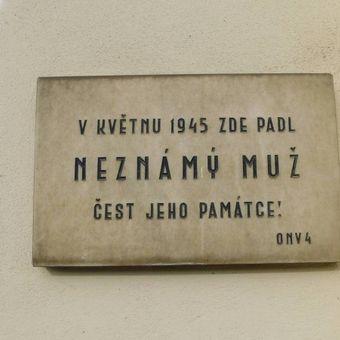 V KVĚTNU 1945 ZDE PADL
NEZNÁMÝ MUŽ
ČEST JEHO PAMÁTCE!
ONV4